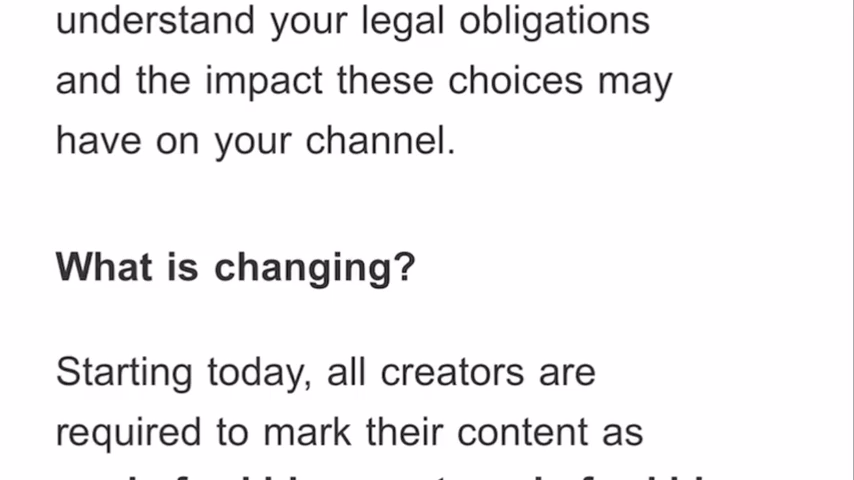 understand your legal obligations
and the impact these choices may
have on your channel.
What is changing?
Starting today, all creators are
required to mark their content as